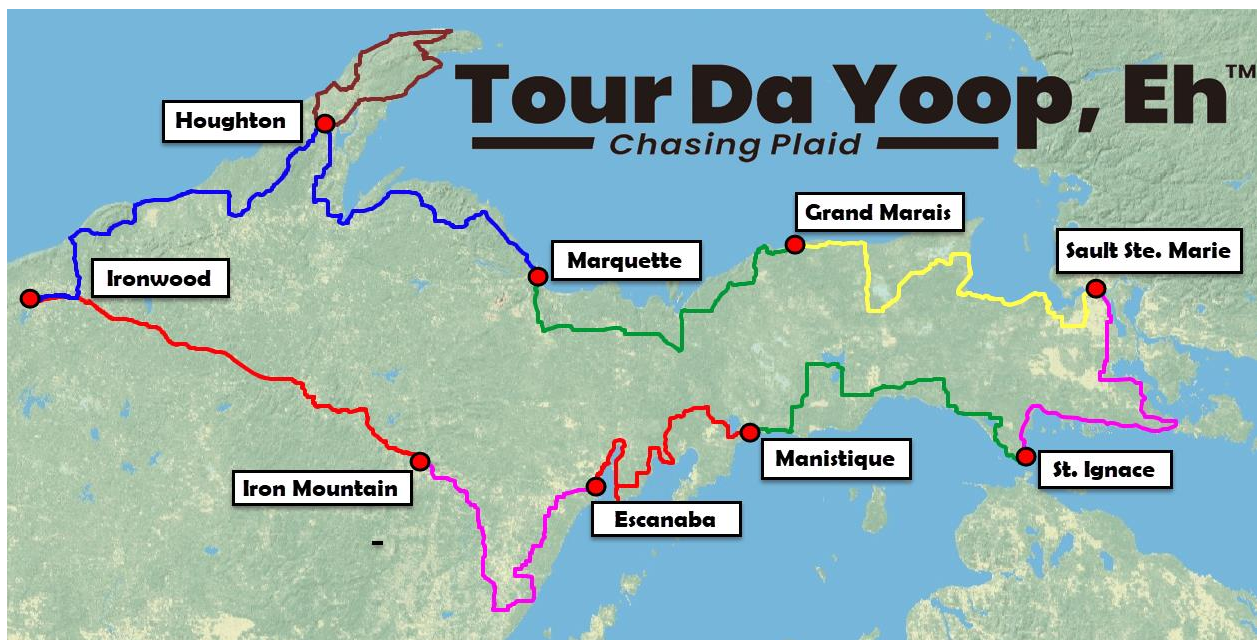 Tour Da Yoop, Eh™
Chasing Plaid
Houghton
Grand Marais
Sault Ste. Marie
Marquette
Ironwood
Manistique
St. Ignace
Iron Mountain
Escanaba